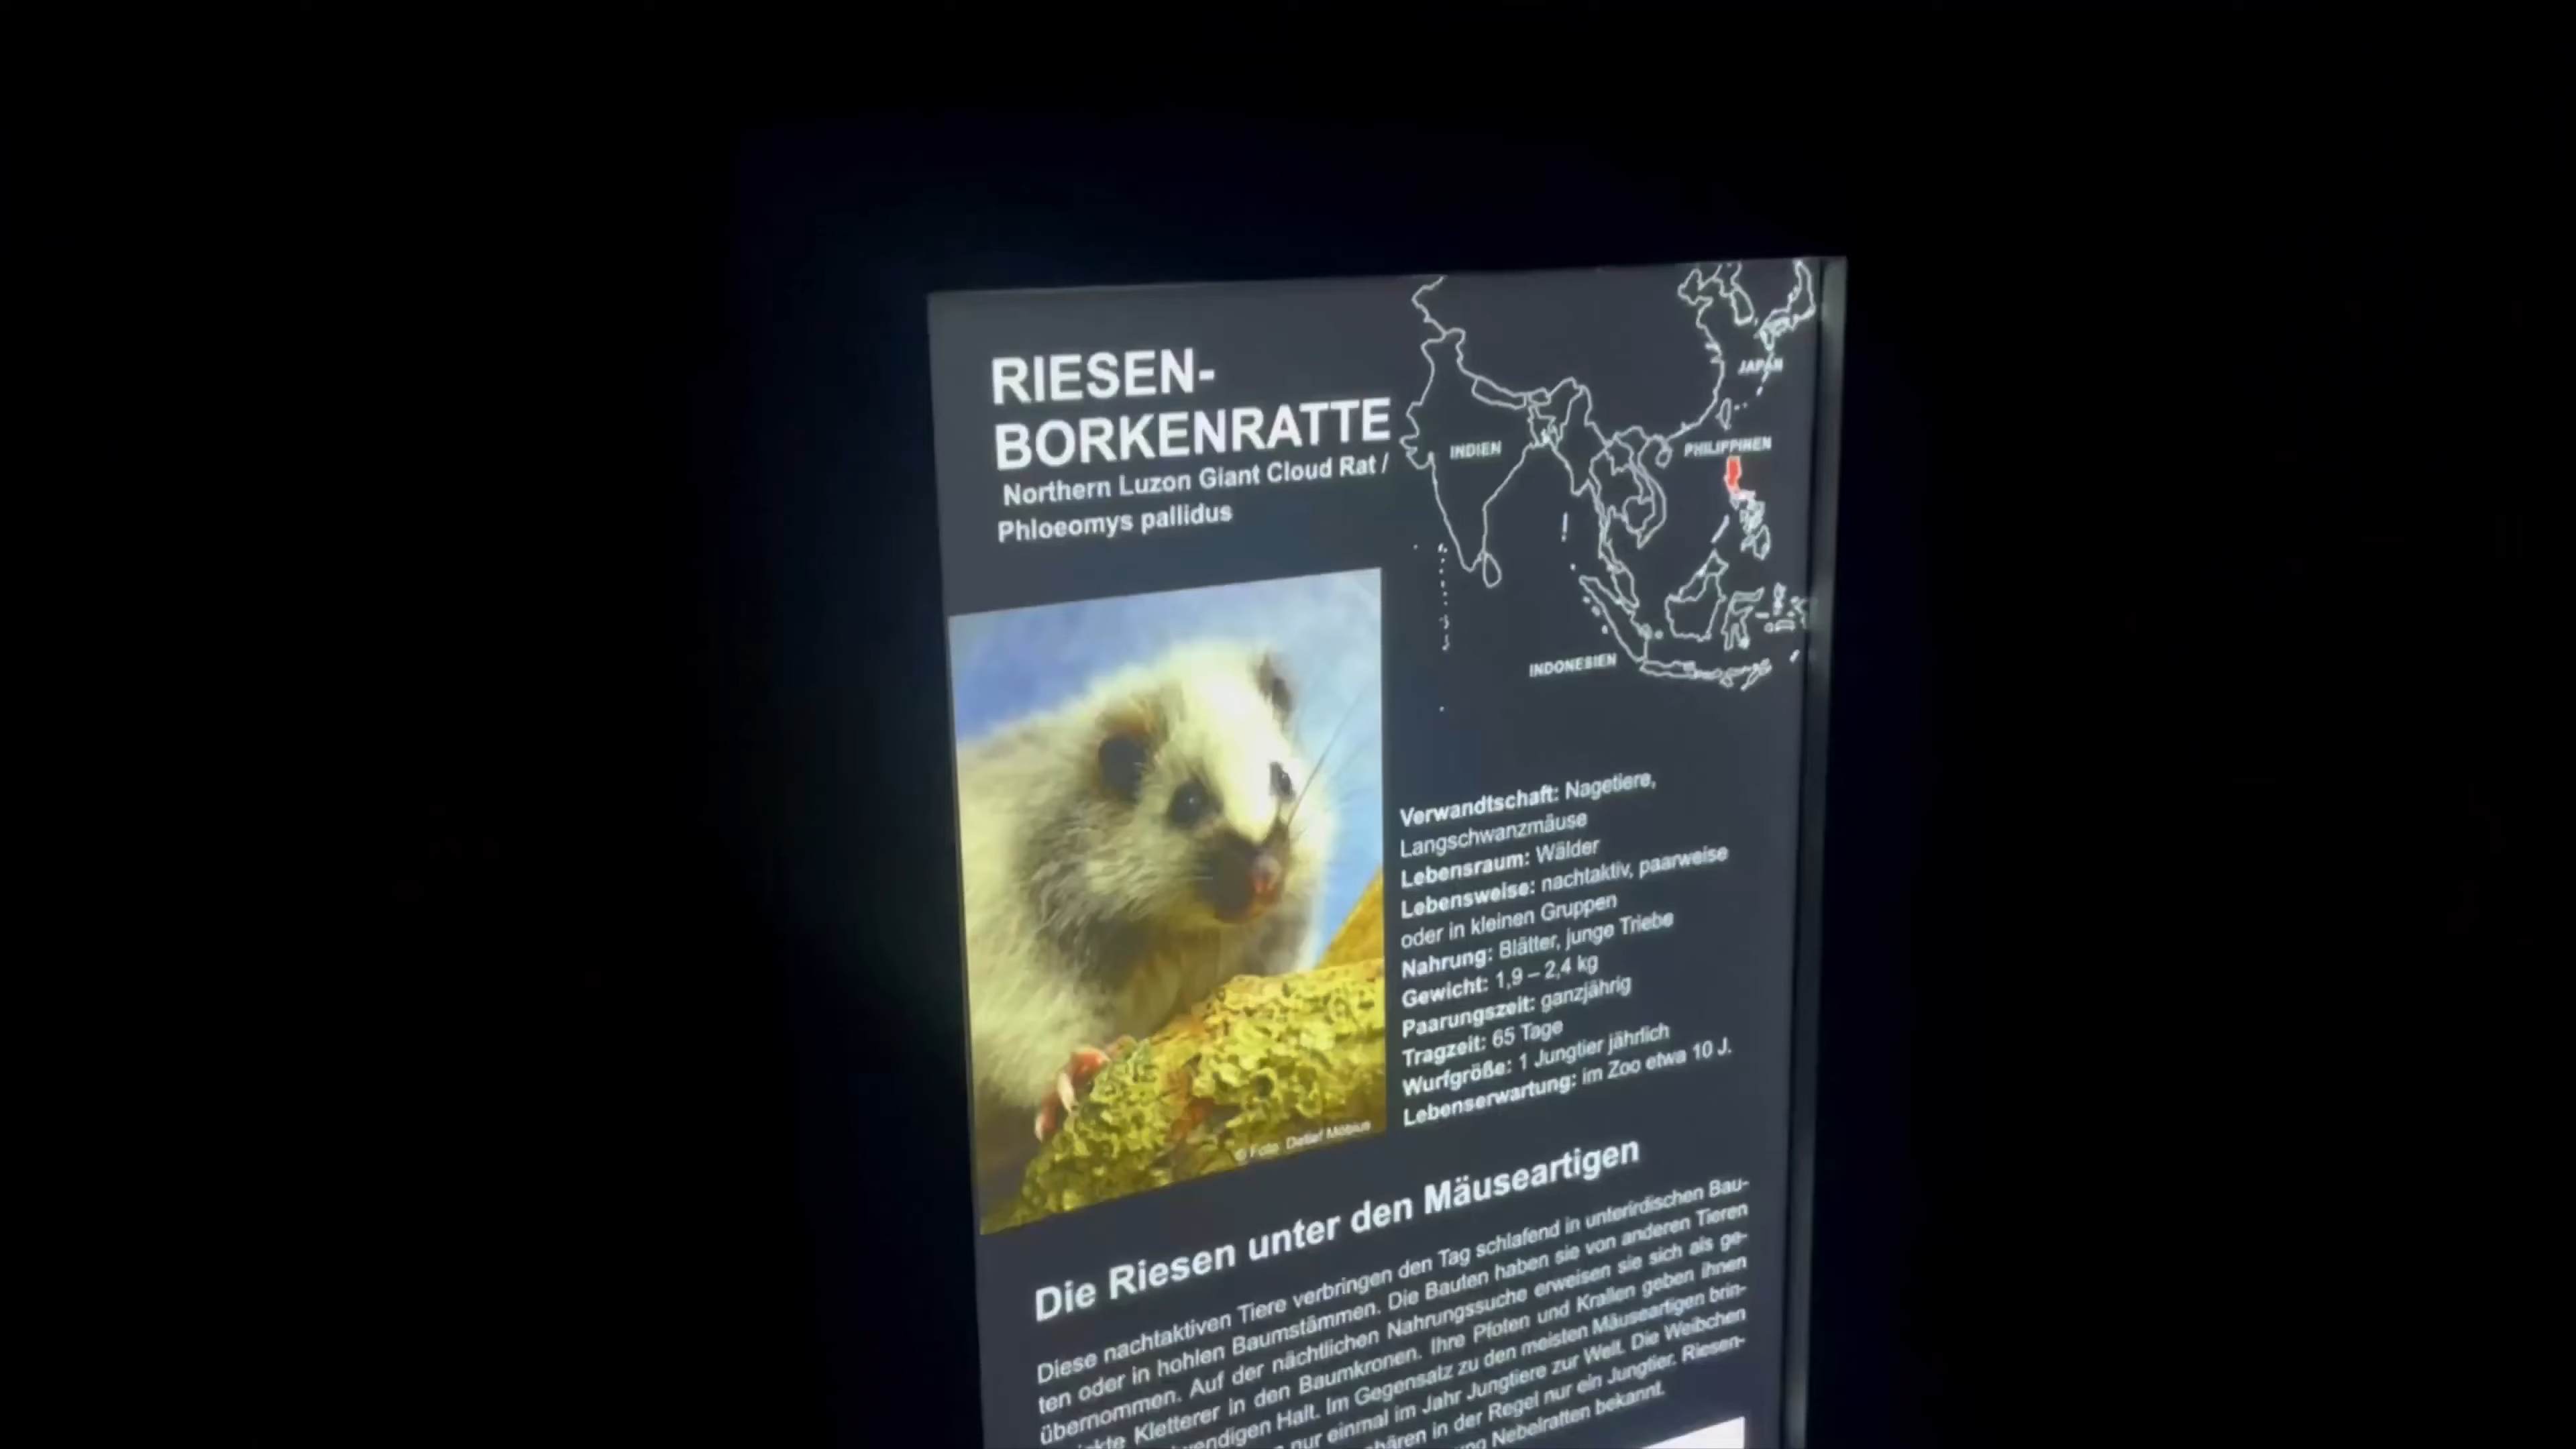 RIESEN-
BORKENRATTE
Northern Luzon Giant Cloud Rat /
Phloeomys pallidus
JAPAN
INDIEN
PHILIPPINEN
INDONESIEN
Verwandtschaft: Nagetiere,
Langschwanzmäuse
Lebensraum: Wälder
Lebensweise: nachtaktiv, paarweise
oder in kleinen Gruppen
Nahrung: Blätter, junge Triebe
Gewicht: 1,9 – 2,4 kg
Paarungszeit: ganzjährig
Tragzeit: 65 Tage
Wurfgröße: 1 Jungtier jährlich
Lebenserwartung: im Zoo etwa 10 J.
© Foto: Detlef Möbius
Die Riesen unter den Mäuseartigen
Diese nachtaktiven Tiere verbringen den Tag schlafend in unterirdischen Bau-
ten oder in hohlen Baumstämmen. Die Bauten haben sie von anderen Tieren
übernommen. Auf der nächtlichen Nahrungssuche erweisen sie sich als ge-
Kletterer in den Baumkronen. Ihre Pfoten und Krallen geben ihnen
Halt. Im Gegensatz zu den meisten Mäuseartigen brin-
nur einmal im Jahr Jungtiere zur Welt. Die Weibchen
in der Regel nur ein Jungtier. Riesen-
Nebelratten bekannt.